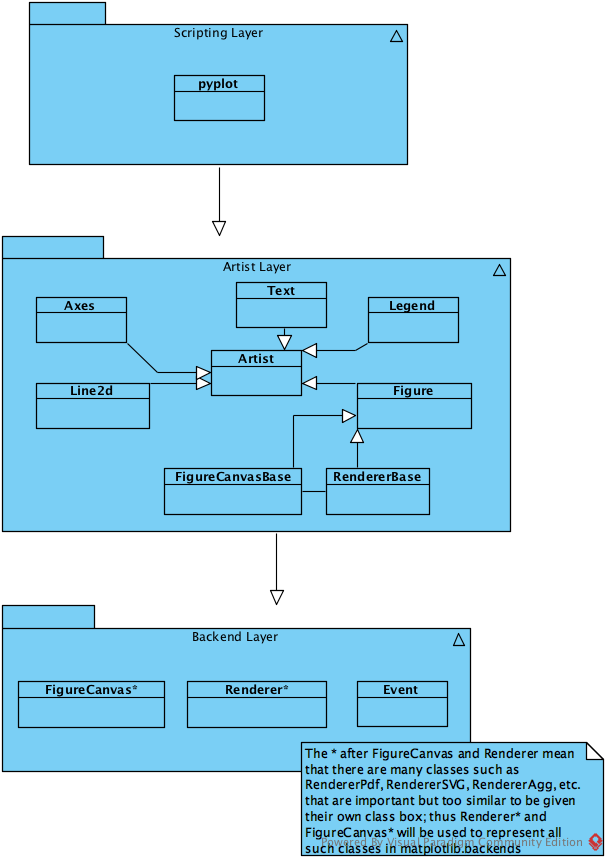 Scripting Layer
pyplot
Artist Layer
Text
Axes
Legend
Artist
Line2d
Figure
FigureCanvasBase
RendererBase
Backend Layer
FigureCanvas*
Renderer*
Event
The * after FigureCanvas and Renderer mean
that there are many classes such as
RendererPdf, RendererSVG, RendererAgg, etc.
that are important but too similar to be given
their own class box; thus Renderer* and
FigureCanvas* will be used to represent all
Powered By Visual Paradigm Community Edition
such classes in matplotlib.backends